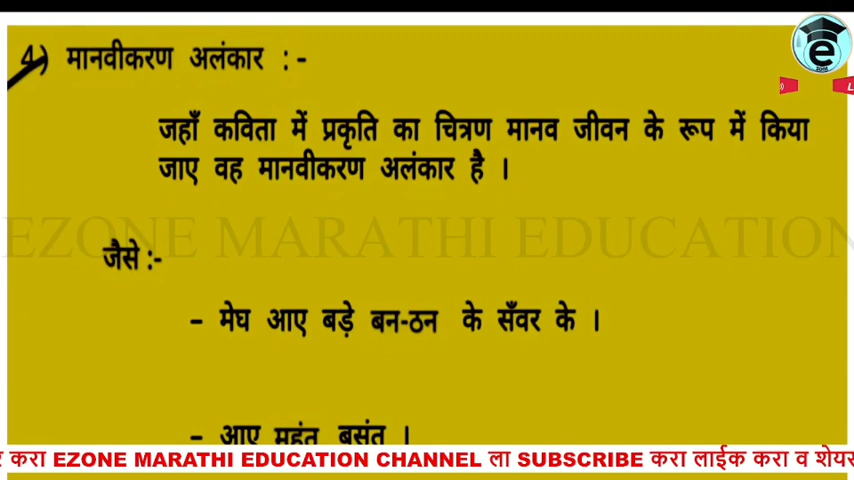 4) मानवीकरण अलंकार :-
जहाँ कविता में प्रकृति का चित्रण मानव जीवन के रूप में किया
जाए वह मानवीकरण अलंकार है ।
EZONE MARATHI EDUCATION
जैसे :-
– मेघ आए बड़े बन-ठन के सँवर के ।
– आए महंत बसंत ।
करा EZONE MARATHI EDUCATION CHANNEL ला SUBSCRIBE करा लाईक करा व शेयर